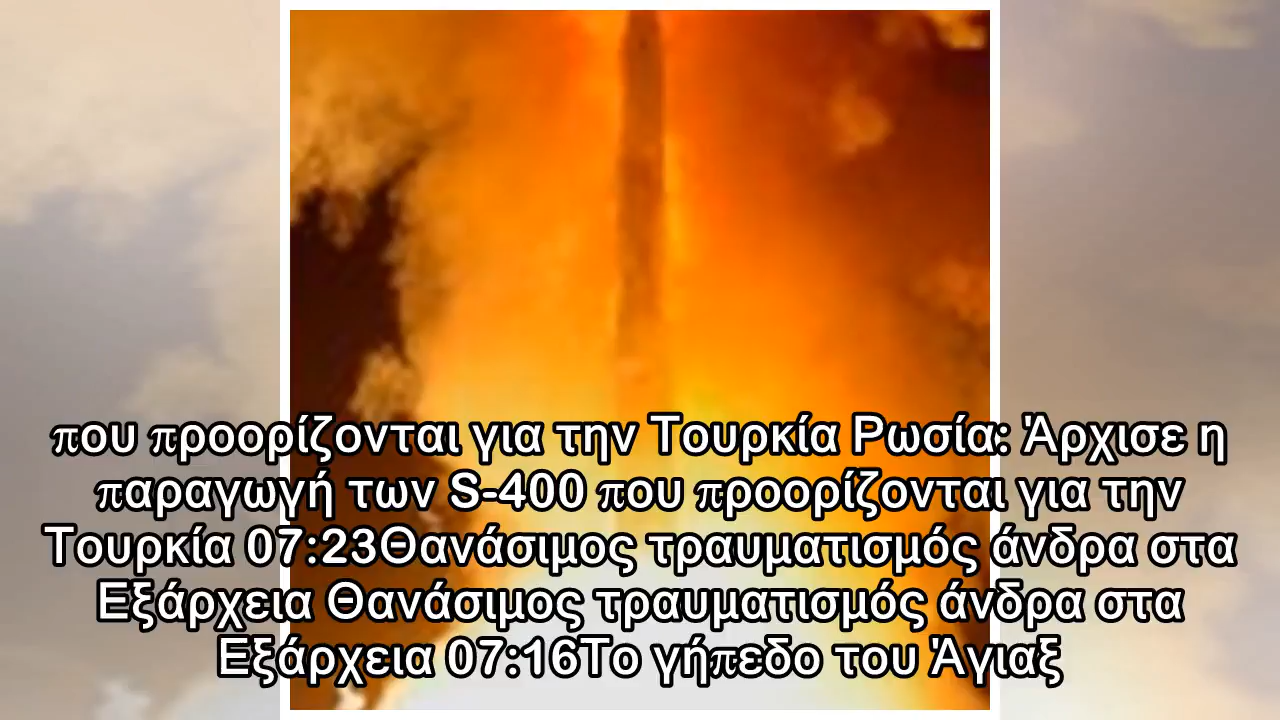 που προορίζονται για την Τουρκία Ρωσία: Άρχισε η
παραγωγή των S-400 που προορίζονται για την
Τουρκία 07:23Θανάσιμος τραυματισμός άνδρα στα
Εξάρχεια Θανάσιμος τραυματισμός άνδρα στα
Εξάρχεια 07:16Το γήπεδο του Άγιαξ